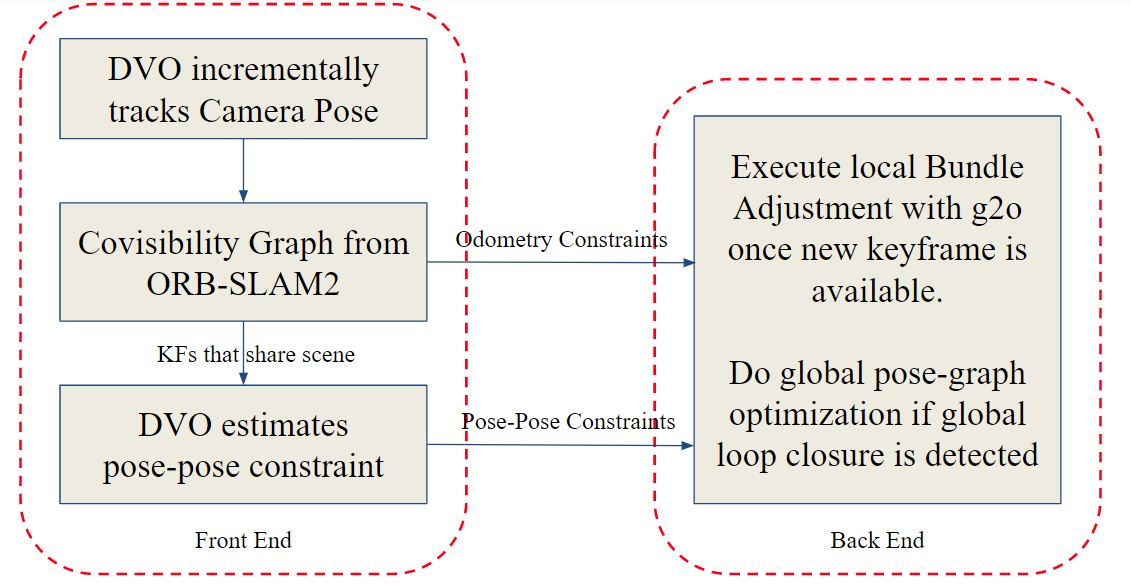 DVO incrementally
tracks Camera Pose
Covisibility Graph from
ORB-SLAM2
KFs that share scene
DVO estimates
pose-pose constraint
Front End
Odometry Constraints
Pose-Pose Constraints
Execute local Bundle
Adjustment with g2o
once new keyframe is
available.
Do global pose-graph
optimization if global
loop closure is detected
Back End